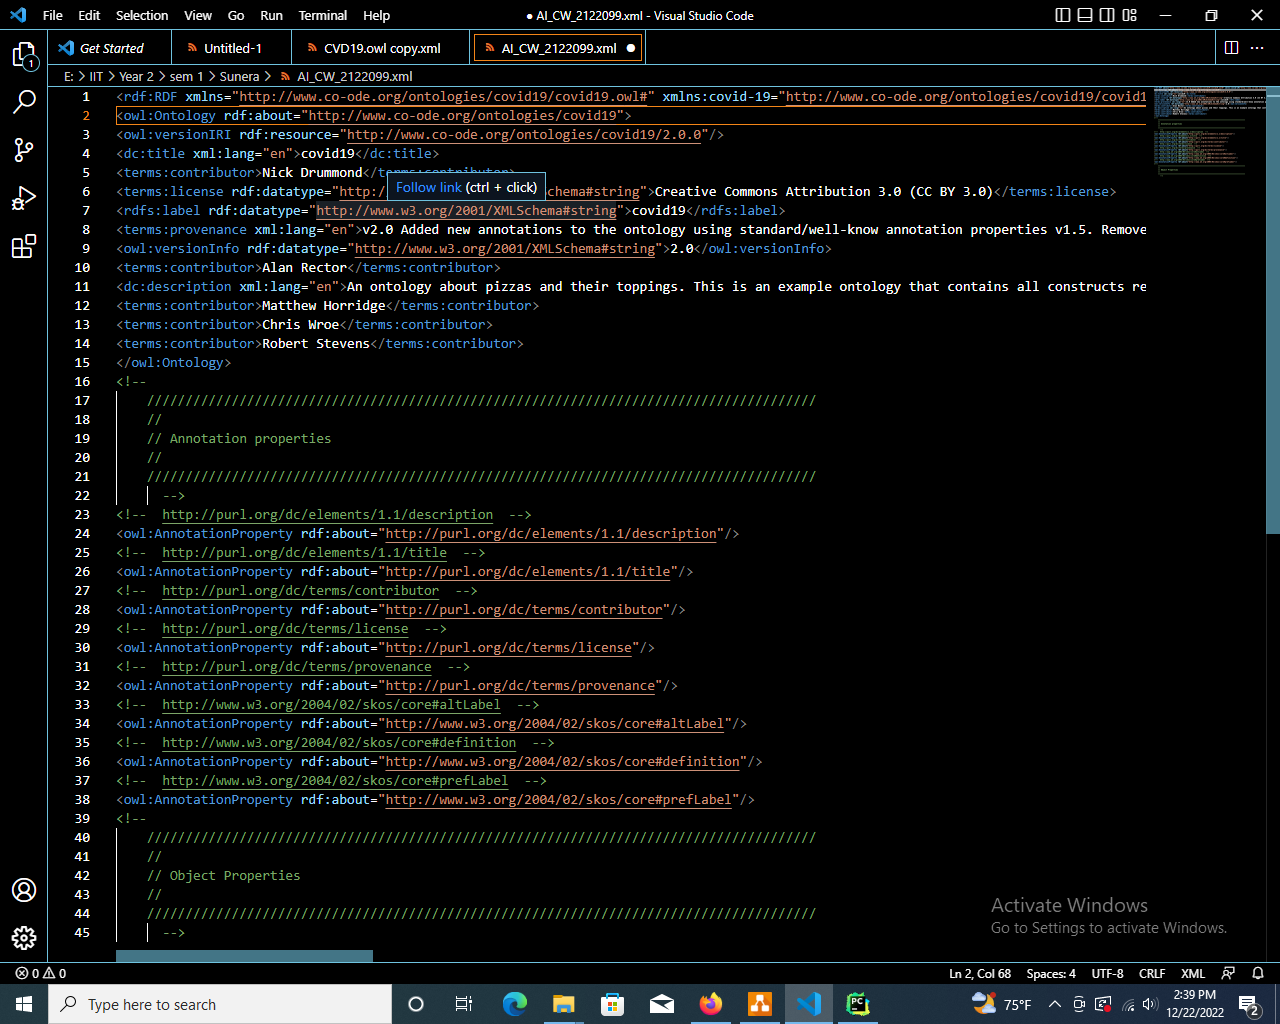 File Edit Selection View Go Run Terminal Help
● AI_CW_2122099.xml - Visual Studio Code
Get Started
Untitled-1
CVD19.owl copy.xml
AI_CW_2122099.xml ●
E: > IIT > Year 2 > sem 1 > Sunera > AI_CW_2122099.xml
1 <rdf:RDF xmlns="http://www.co-ode.org/ontologies/covid19/covid19.owl#" xmlns:covid-19="http://www.co-ode.org/ontologies/covid19/covid1
2 <owl:Ontology rdf:about="http://www.co-ode.org/ontologies/covid19">
3 <owl:versionIRI rdf:resource="http://www.co-ode.org/ontologies/covid19/2.0.0"/>
4 <dc:title xml:lang="en">covid19</dc:title>
5 <terms:contributor>Nick Drummond</terms:contributor>
Follow link (ctrl + click)
6 <terms:license rdf:datatype="http: chema#string">Creative Commons Attribution 3.0 (CC BY 3.0)</terms:license>
7 <rdfs:label rdf:datatype="http://www.w3.org/2001/XMLSchema#string">covid19</rdfs:label>
8 <terms:provenance xml:lang="en">v2.0 Added new annotations to the ontology using standard/well-know annotation properties v1.5. Remove
9 <owl:versionInfo rdf:datatype="http://www.w3.org/2001/XMLSchema#string">2.0</owl:versionInfo>
10 <terms:contributor>Alan Rector</terms:contributor>
11 <dc:description xml:lang="en">An ontology about pizzas and their toppings. This is an example ontology that contains all constructs re
12 <terms:contributor>Matthew Horridge</terms:contributor>
13 <terms:contributor>Chris Wroe</terms:contributor>
14 <terms:contributor>Robert Stevens</terms:contributor>
15 </owl:Ontology>
16 <!--
17 ///////////////////////////////////////////////////////////////////////////////////////
18 //
19 // Annotation properties
20 //
21 ///////////////////////////////////////////////////////////////////////////////////////
22 -->
23 <!-- http://purl.org/dc/elements/1.1/description -->
24 <owl:AnnotationProperty rdf:about="http://purl.org/dc/elements/1.1/description"/>
25 <!-- http://purl.org/dc/elements/1.1/title -->
26 <owl:AnnotationProperty rdf:about="http://purl.org/dc/elements/1.1/title"/>
27 <!-- http://purl.org/dc/terms/contributor -->
28 <owl:AnnotationProperty rdf:about="http://purl.org/dc/terms/contributor"/>
29 <!-- http://purl.org/dc/terms/license -->
30 <owl:AnnotationProperty rdf:about="http://purl.org/dc/terms/license"/>
31 <!-- http://purl.org/dc/terms/provenance -->
32 <owl:AnnotationProperty rdf:about="http://purl.org/dc/terms/provenance"/>
33 <!-- http://www.w3.org/2004/02/skos/core#altLabel -->
34 <owl:AnnotationProperty rdf:about="http://www.w3.org/2004/02/skos/core#altLabel"/>
35 <!-- http://www.w3.org/2004/02/skos/core#definition -->
36 <owl:AnnotationProperty rdf:about="http://www.w3.org/2004/02/skos/core#definition"/>
37 <!-- http://www.w3.org/2004/02/skos/core#prefLabel -->
38 <owl:AnnotationProperty rdf:about="http://www.w3.org/2004/02/skos/core#prefLabel"/>
39 <!--
40 ///////////////////////////////////////////////////////////////////////////////////////
41 //
42 // Object Properties
43 //
44 ///////////////////////////////////////////////////////////////////////////////////////
45 -->
Activate Windows
Go to Settings to activate Windows.
0 0
Ln 2, Col 68 Spaces: 4 UTF-8 CRLF XML
Type here to search
75°F
2:39 PM
12/22/2022
2